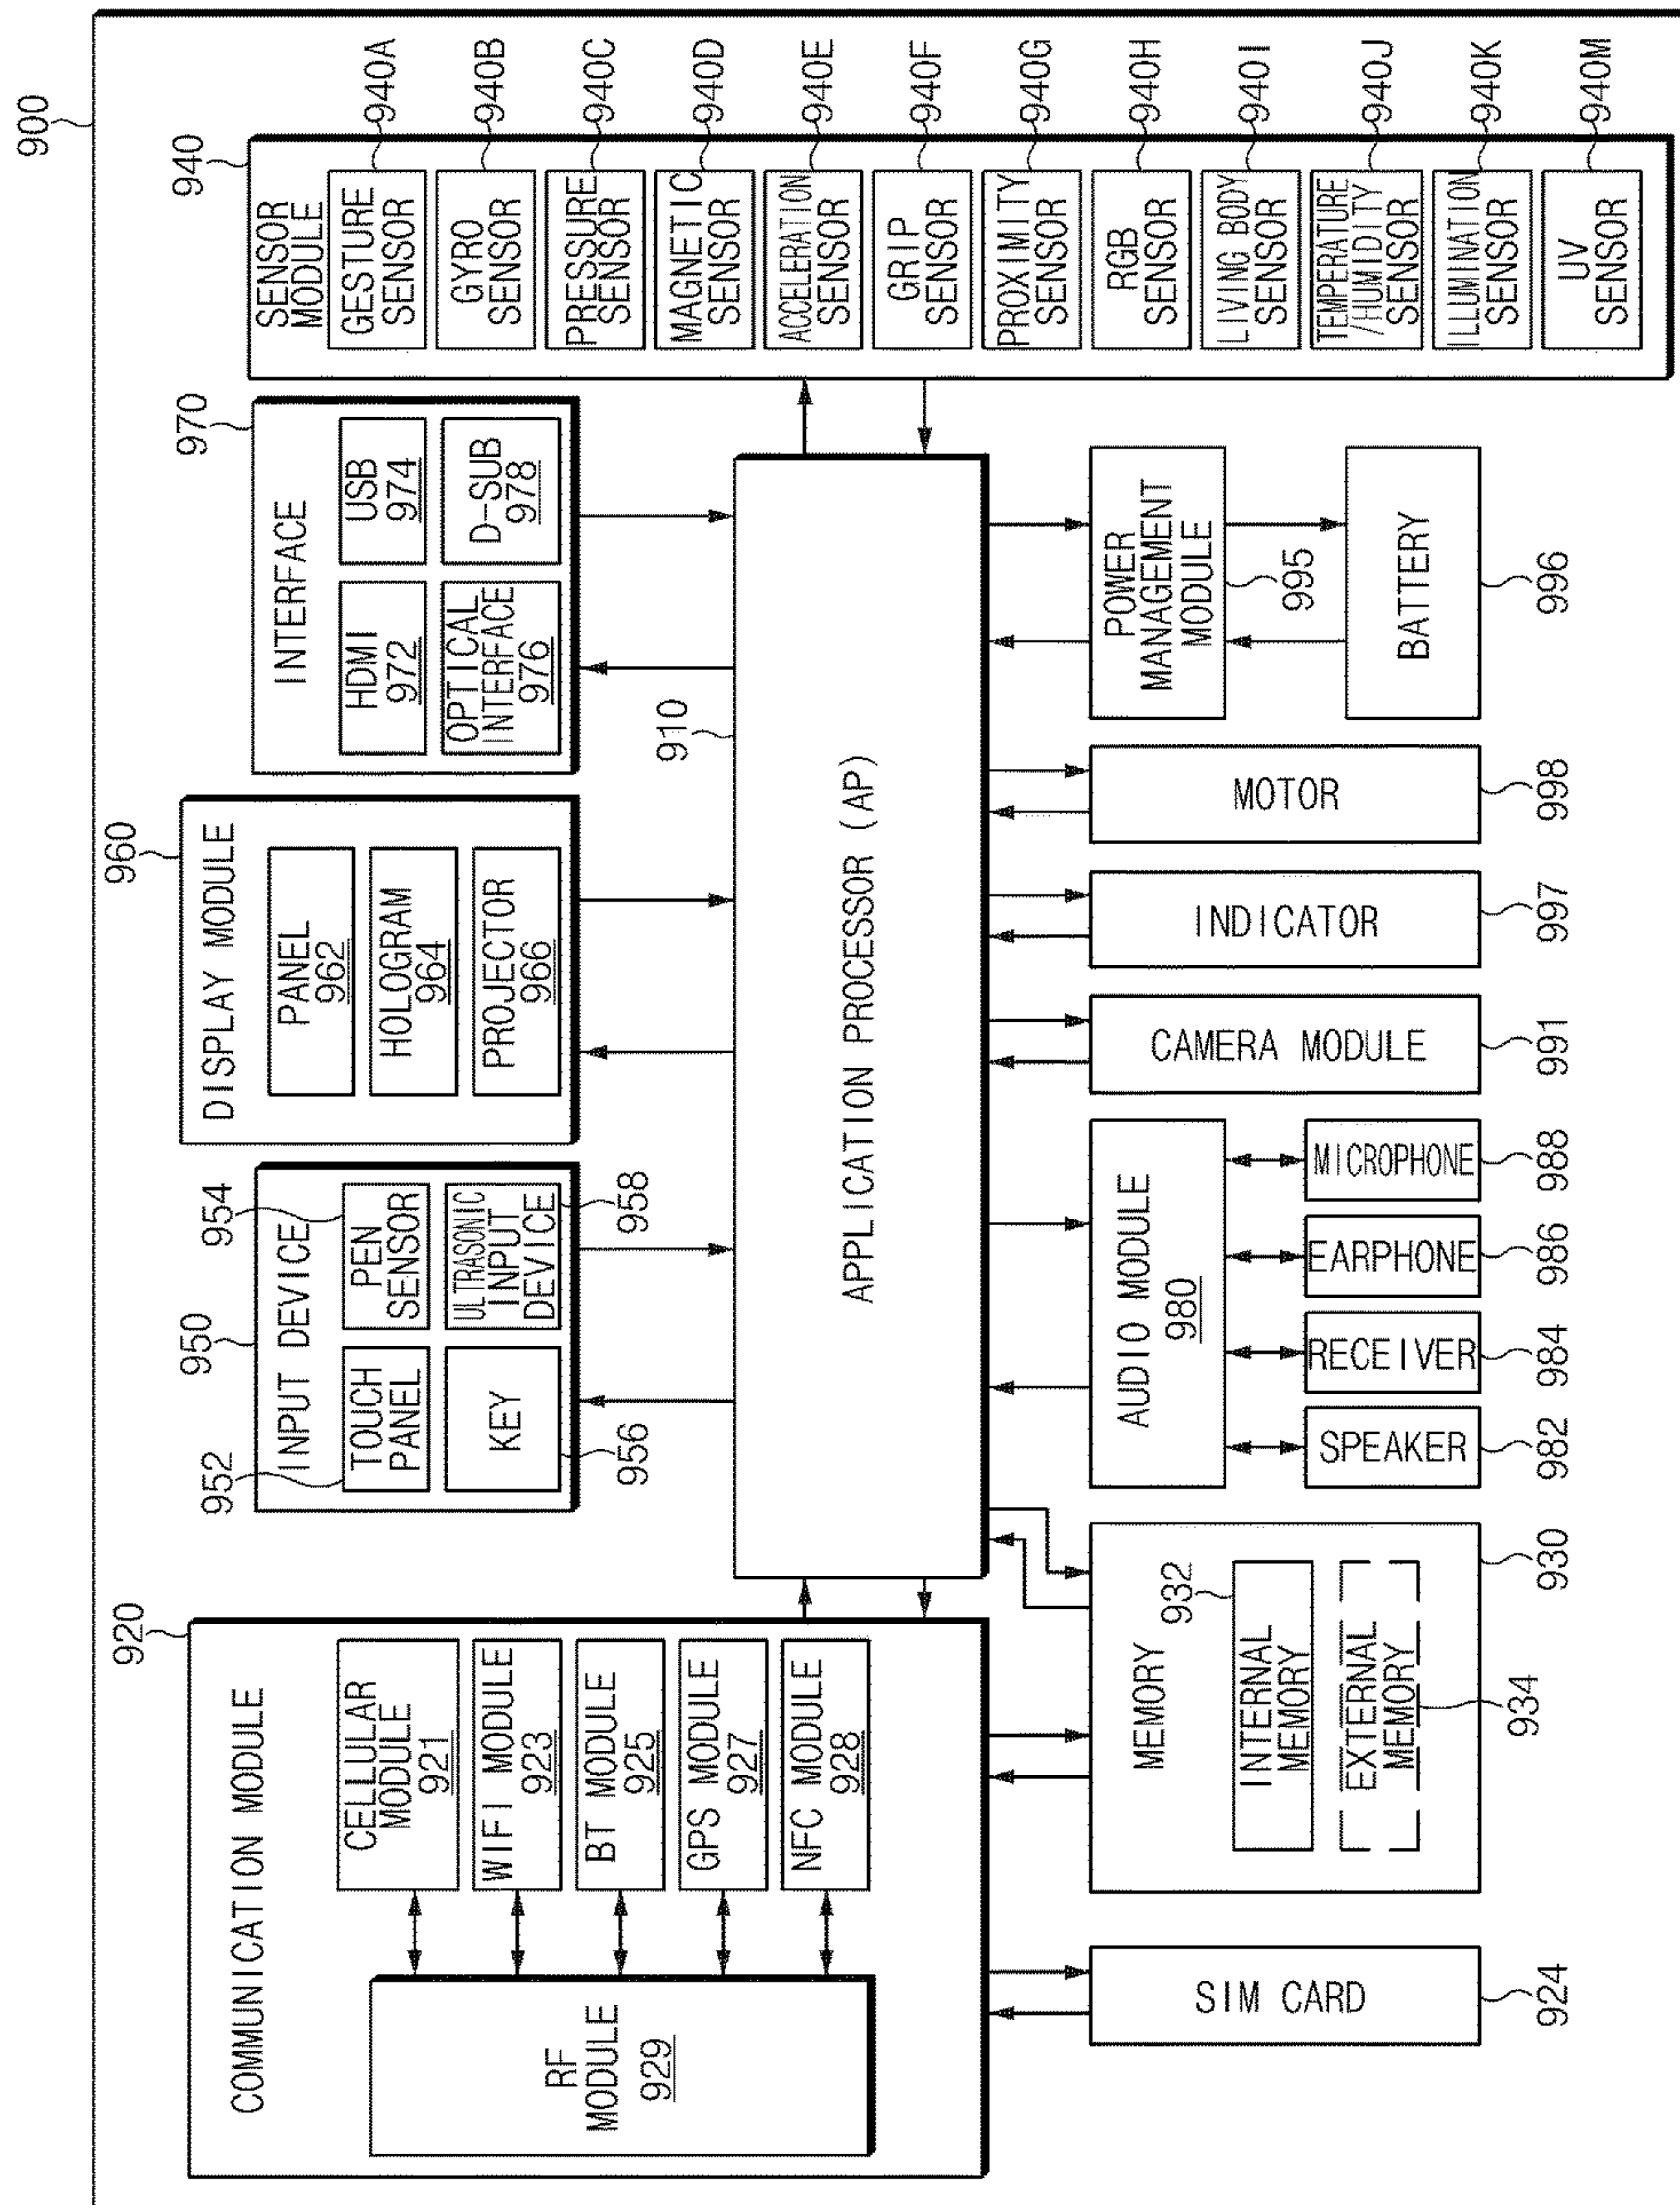 900
920
COMMUNICATION MODULE
RF
MODULE
929
CELLULAR
MODULE
921
WIFI MODULE
923
BT MODULE
925
GPS MODULE
927
NFC MODULE
928
950
INPUT DEVICE
952
TOUCH
PANEL
954
PEN
SENSOR
KEY
956
ULTRASONIC
INPUT
DEVICE
958
960
DISPLAY MODULE
PANEL
962
HOLOGRAM
964
PROJECTOR
966
970
INTERFACE
HDMI
972
USB
974
OPTICAL
INTERFACE
976
D-SUB
978
940
SENSOR
MODULE
GESTURE
SENSOR
940A
GYRO
SENSOR
940B
PRESSURE
SENSOR
940C
MAGNETIC
SENSOR
940D
ACCELERATION
SENSOR
940E
GRIP
SENSOR
940F
PROXIMITY
SENSOR
940G
RGB
SENSOR
940H
LIVING BODY
SENSOR
940I
TEMPERATURE
/HUMIDITY
SENSOR
940J
ILLUMINATION
SENSOR
940K
UV
SENSOR
940M
910
APPLICATION PROCESSOR (AP)
SIM CARD
924
MEMORY
932
INTERNAL
MEMORY
EXTERNAL
MEMORY
934
930
AUDIO MODULE
980
SPEAKER
982
RECEIVER
984
EARPHONE
986
MICROPHONE
988
CAMERA MODULE
991
INDICATOR
997
MOTOR
998
POWER
MANAGEMENT
MODULE
995
BATTERY
996